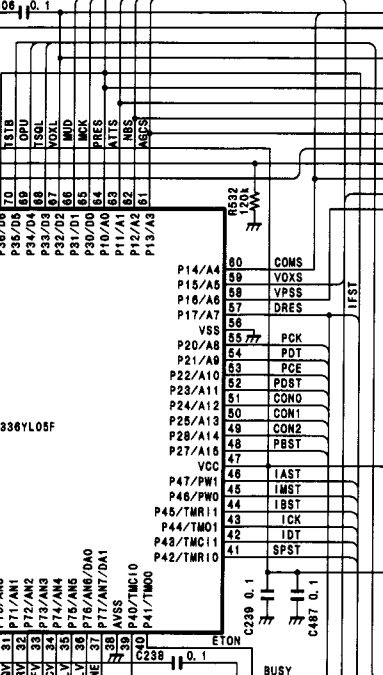 06 0.1
TSTB
OPU
TSQL
VOXL
MUD
MCK
PRES
ATTS
NBS
AGCS
70 69 68 67 66 65 64 63 62 61
P36/D6
P35/D5
P34/D4
P33/D3
P32/D2
P31/D1
P30/D0
P10/A0
P11/A1
P12/A2
P13/A3
R532
120k
P14/A4 60 COMS
P15/A5 59 VOXS
P16/A6 58 VPSS
P17/A7 57 DRES
IFST
VSS 56
P20/A8 55 PCK
P21/A9 54 PDT
P22/A10 53 PCE
P23/A11 52 PDST
P24/A12 51 CON0
P25/A13 50 CON1
P26/A14 49 CON2
P27/A15 48 PBST
336YL05F
VCC 47
P47/PW1 46 IAST
P46/PW0 45 IMST
P45/TMRI1 44 IBST
P44/TMO1 43 ICK
P43/TMCI1 42 IDT
P42/TMRI0 41 SPST
P71/AN1
P72/AN2
P73/AN3
P74/AN4
P75/AN5
P76/AN6/DA0
P77/AN7/DA1
AVSS
P40/TMCI0
P41/TMO0
31 32 33 34 35 36 37 38 39 40
C239 0.1
C487 0.1
ETON
C238 0.1
BUSY